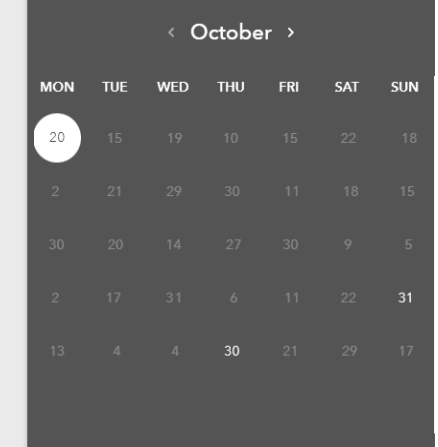 ‹ October ›
MON TUE WED THU FRI SAT SUN
20 15 19 10 15 22 18
2 21 29 30 11 18 15
30 20 14 27 30 9 5
2 17 31 6 11 22 31
13 4 4 30 21 29 17